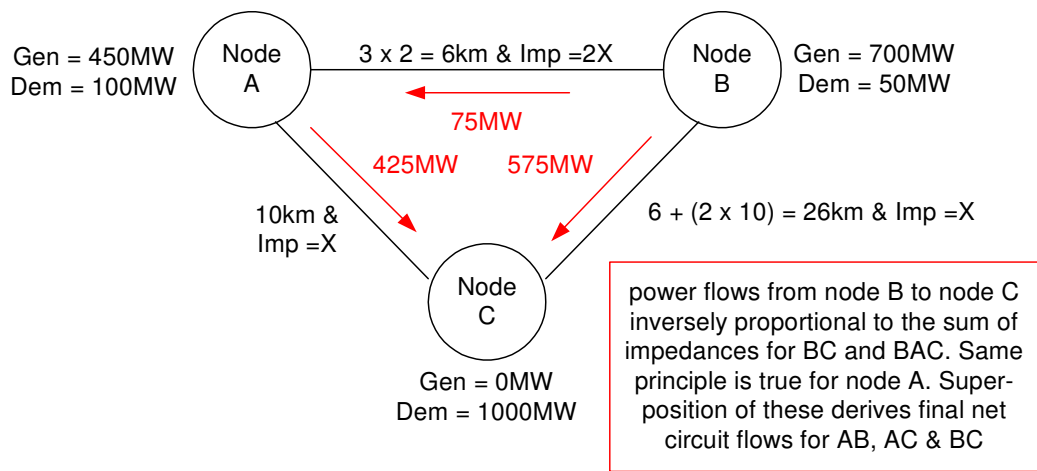 Gen = 450MW
Dem = 100MW
Node
A
3 x 2 = 6km & Imp =2X
Node
B
Gen = 700MW
Dem = 50MW
75MW
425MW
575MW
10km &
Imp =X
6 + (2 x 10) = 26km & Imp =X
Node
C
Gen = 0MW
Dem = 1000MW
power flows from node B to node C
inversely proportional to the sum of
impedances for BC and BAC. Same
principle is true for node A. Super-
position of these derives final net
circuit flows for AB, AC & BC